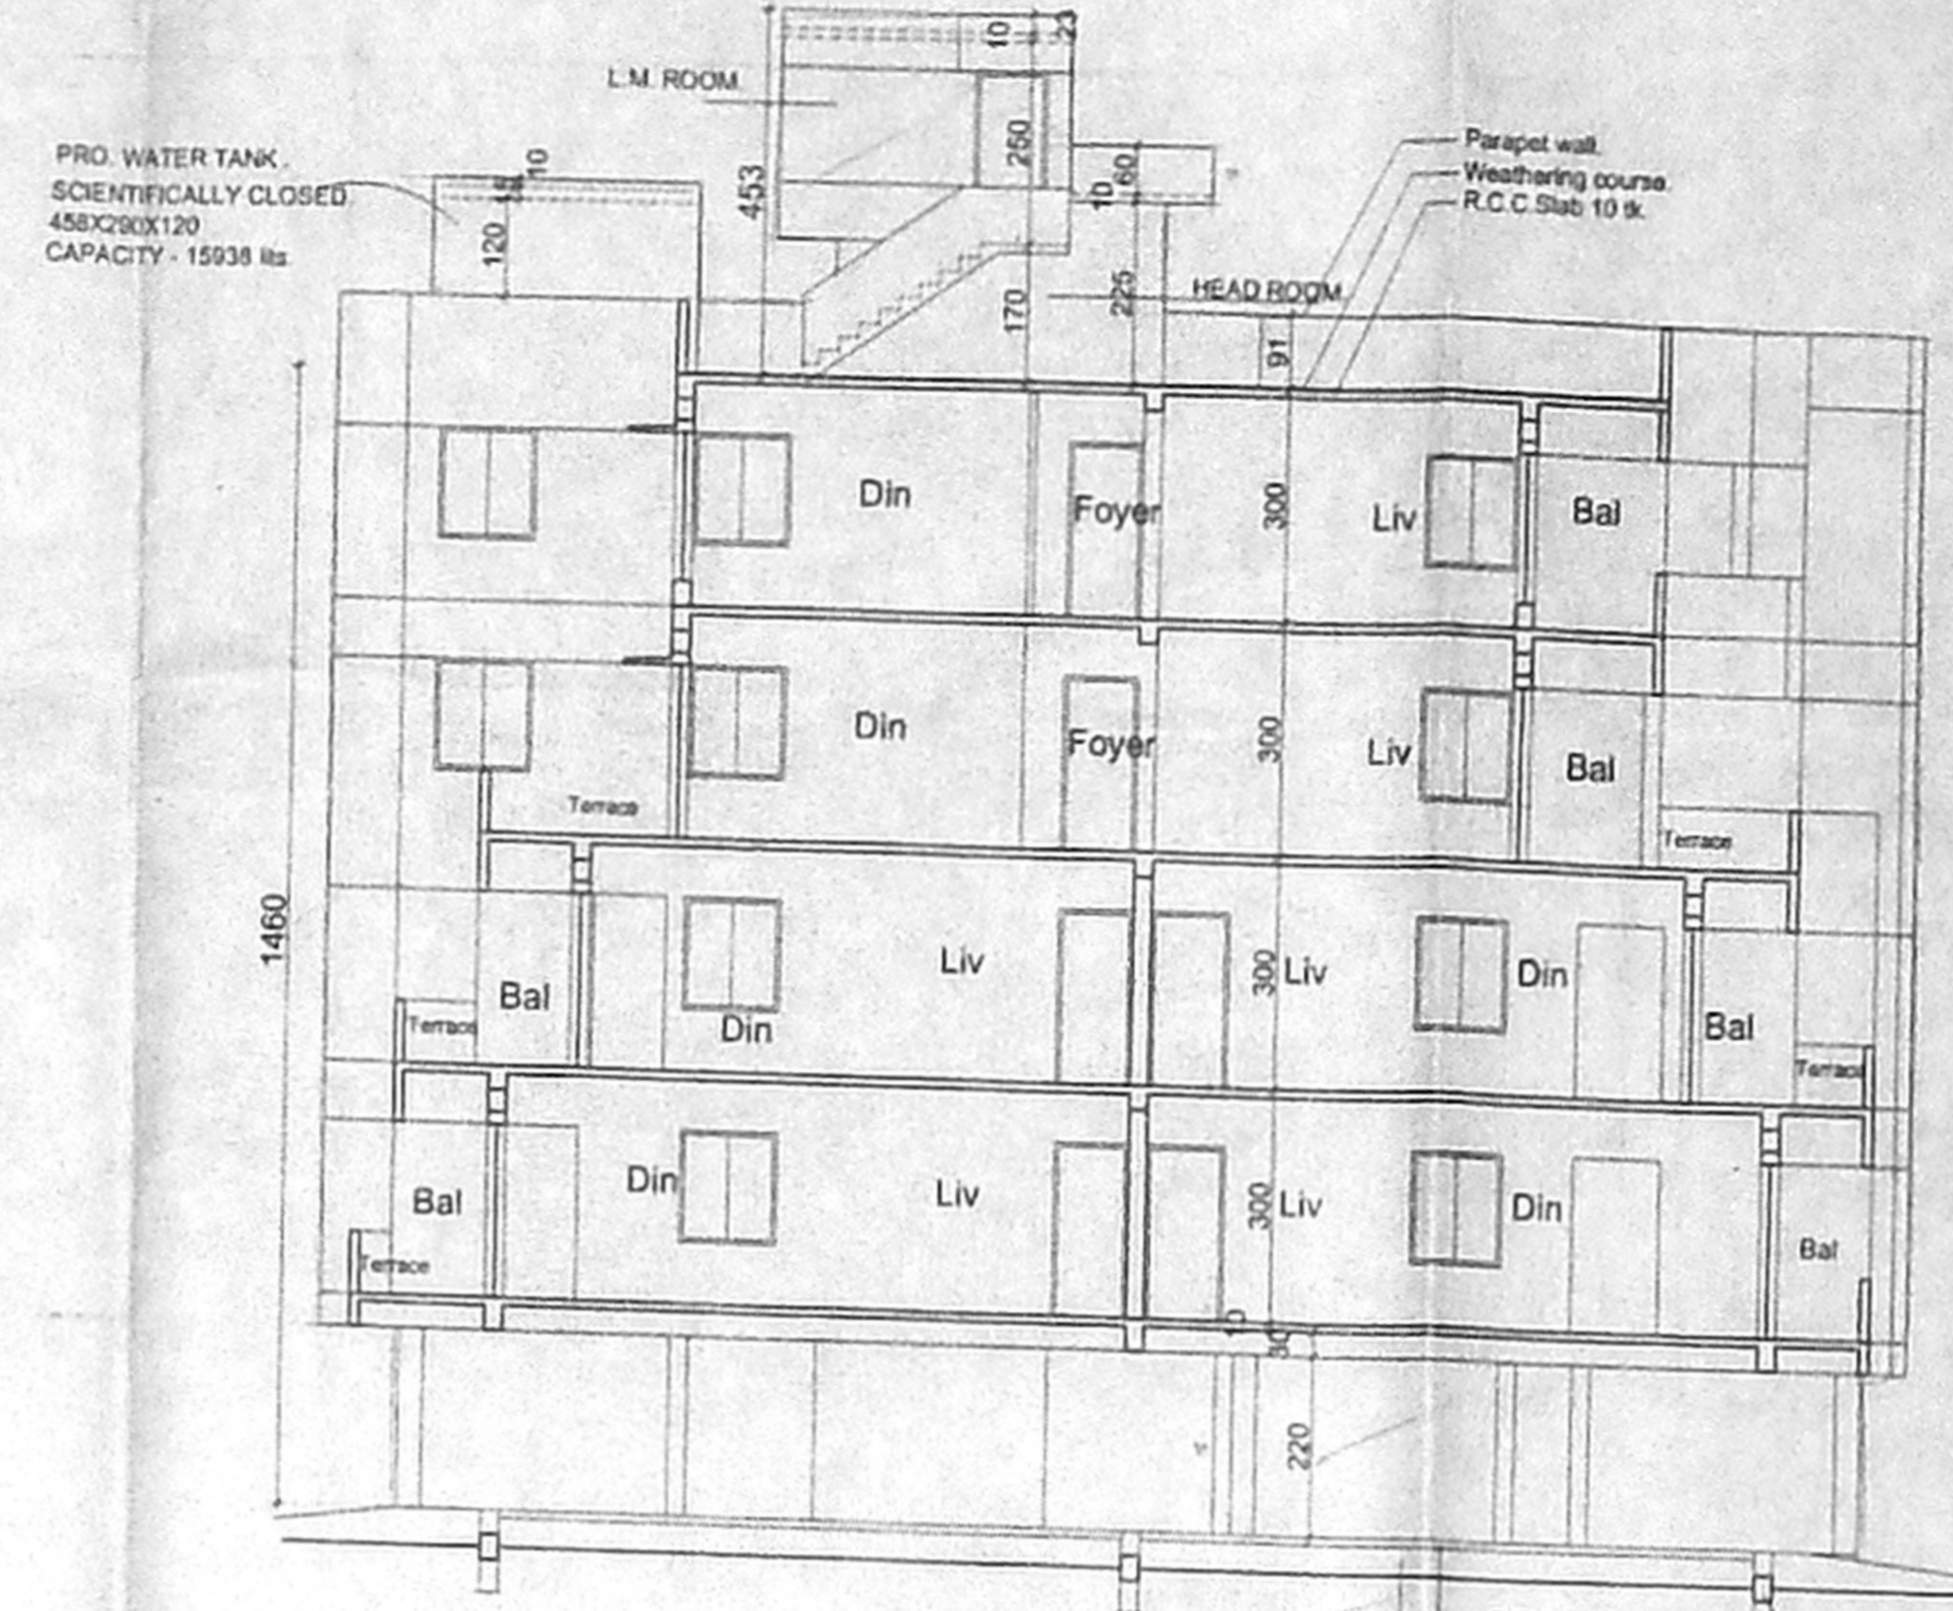 10
23
L.M. ROOM
250
453
PRO. WATER TANK.
SCIENTIFICALLY CLOSED
458X290X120
CAPACITY - 15938 lits
10
15
120
10
60
Parapet wall.
Weathering course.
R.C.C.Slab 10 tk.
170
225
HEAD ROOM
91
Din
Foyer
300
Liv
Bal
Din
Foyer
300
Liv
Bal
Terrace
Terrace
1460
Bal
Terrace
Din
Liv
300
Liv
Din
Bal
Terrace
Bal
Terrace
Din
Liv
300
Liv
Din
Bal
10
30
220